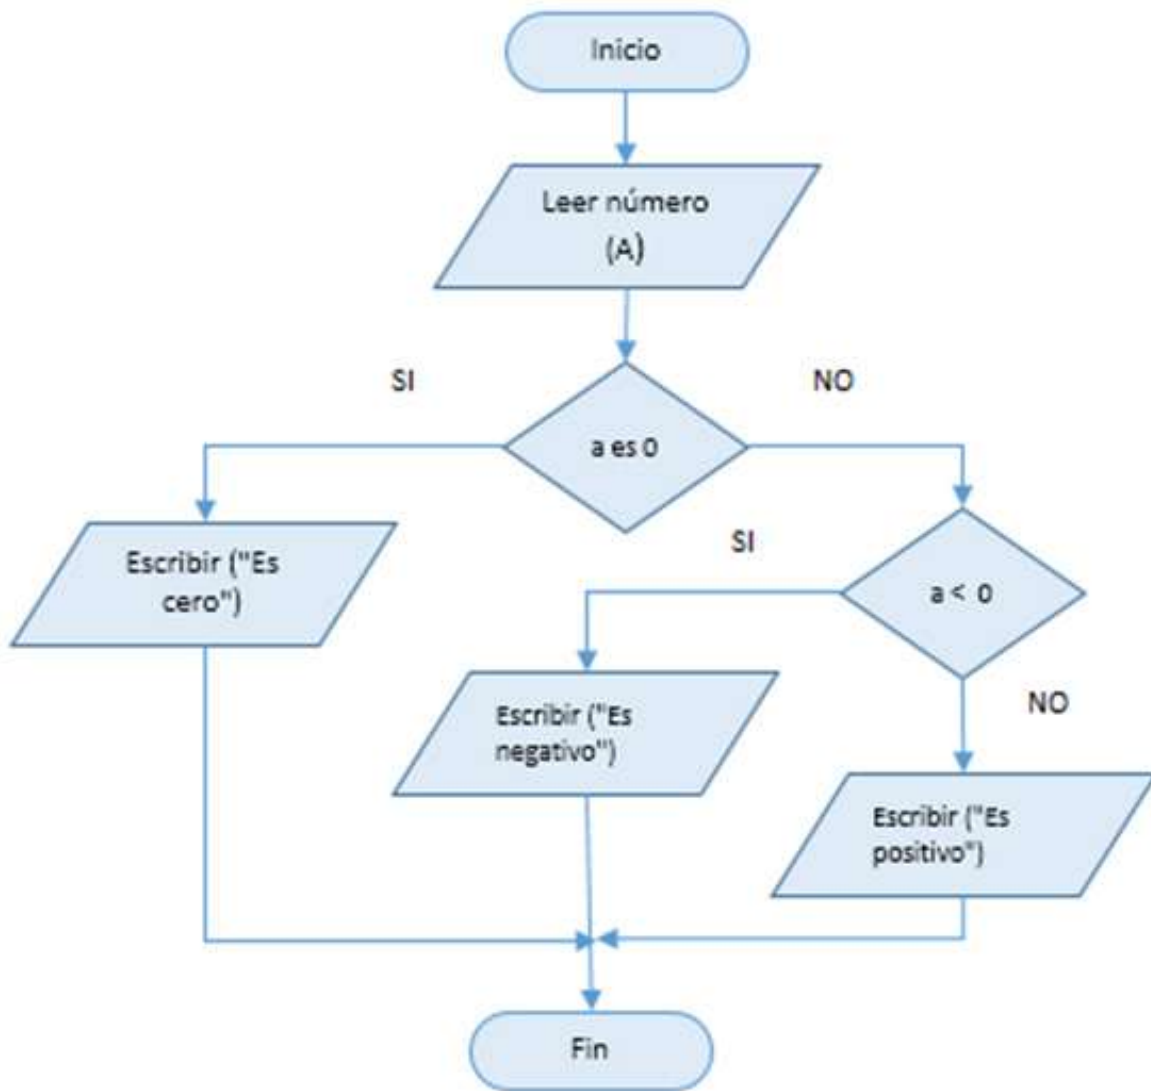 Inicio
Leer número
(A)
SI
NO
a es 0
Escribir ("Es
cero")
SI
a < 0
Escribir ("Es
negativo")
NO
Escribir ("Es
positivo")
Fin